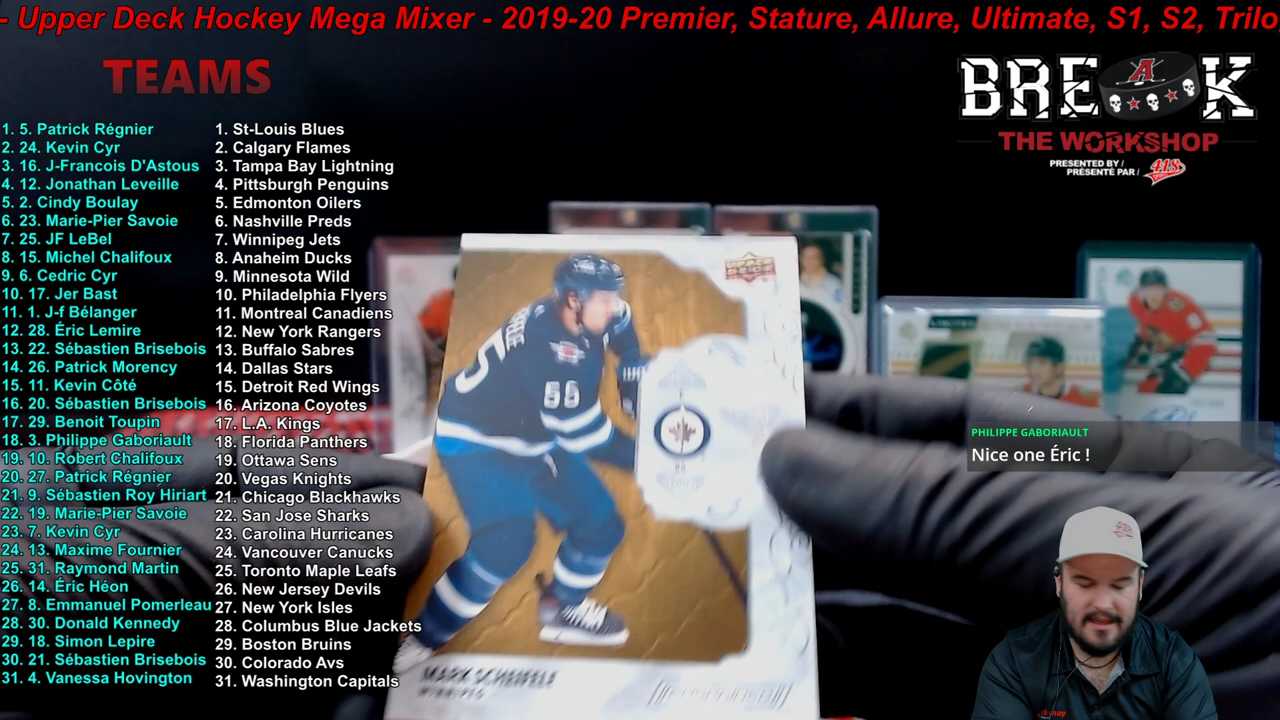 - Upper Deck Hockey Mega Mixer - 2019-20 Premier, Stature, Allure, Ultimate, S1, S2, Trilo
TEAMS
1. 5. Patrick Régnier
2. 24. Kevin Cyr
3. 16. J-Francois D'Astous
4. 12. Jonathan Leveille
5. 2. Cindy Boulay
6. 23. Marie-Pier Savoie
7. 25. JF LeBel
8. 15. Michel Chalifoux
9. 6. Cedric Cyr
10. 17. Jer Bast
11. 1. J-f Bélanger
12. 28. Éric Lemire
13. 22. Sébastien Brisebois
14. 26. Patrick Morency
15. 11. Kevin Côté
16. 20. Sébastien Brisebois
17. 29. Benoit Toupin
18. 3. Philippe Gaboriault
19. 10. Robert Chalifoux
20. 27. Patrick Régnier
21. 9. Sébastien Roy Hiriart
22. 19. Marie-Pier Savoie
23. 7. Kevin Cyr
24. 13. Maxime Fournier
25. 31. Raymond Martin
26. 14. Éric Héon
27. 8. Emmanuel Pomerleau
28. 30. Donald Kennedy
29. 18. Simon Lepire
30. 21. Sébastien Brisebois
31. 4. Vanessa Hovington
1. St-Louis Blues
2. Calgary Flames
3. Tampa Bay Lightning
4. Pittsburgh Penguins
5. Edmonton Oilers
6. Nashville Preds
7. Winnipeg Jets
8. Anaheim Ducks
9. Minnesota Wild
10. Philadelphia Flyers
11. Montreal Canadiens
12. New York Rangers
13. Buffalo Sabres
14. Dallas Stars
15. Detroit Red Wings
16. Arizona Coyotes
17. L.A. Kings
18. Florida Panthers
19. Ottawa Sens
20. Vegas Knights
21. Chicago Blackhawks
22. San Jose Sharks
23. Carolina Hurricanes
24. Vancouver Canucks
25. Toronto Maple Leafs
26. New Jersey Devils
27. New York Isles
28. Columbus Blue Jackets
29. Boston Bruins
30. Colorado Avs
31. Washington Capitals
BRE K
A
THE WORKSHOP
PRESENTED BY /
PRÉSENTÉ PAR /
418
UPPER DECK
55
MARK SCHEIFELE
WINNIPEG
PHILIPPE GABORIAULT
Nice one Éric !